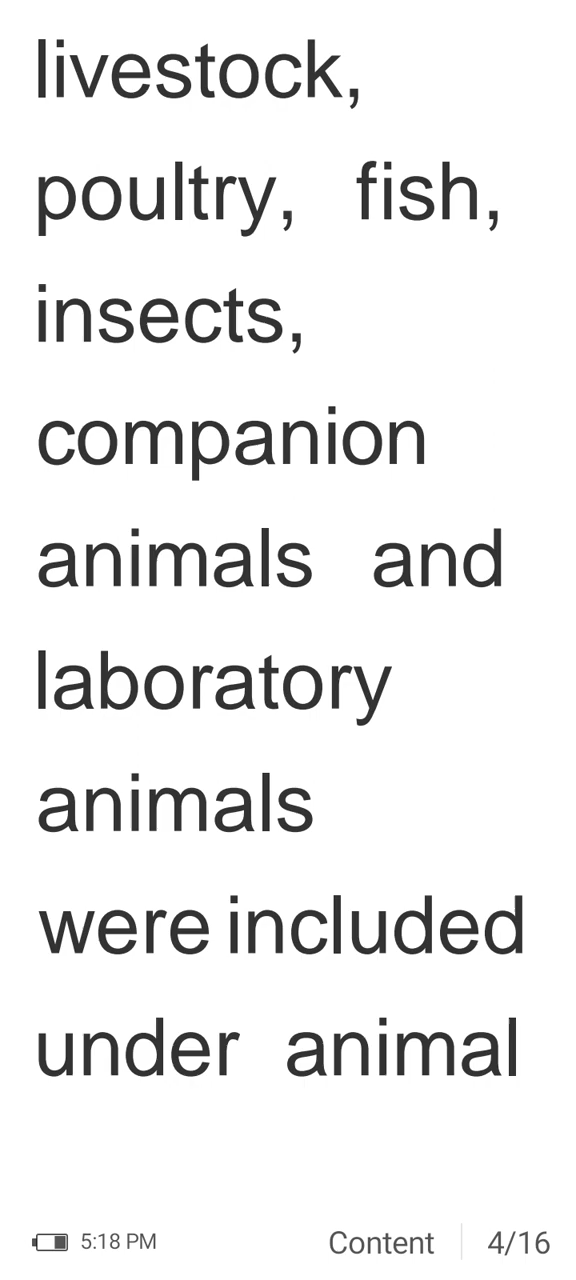 livestock,
poultry, fish,
insects,
companion
animals and
laboratory
animals
were included
under animal
5:18 PM Content 4/16